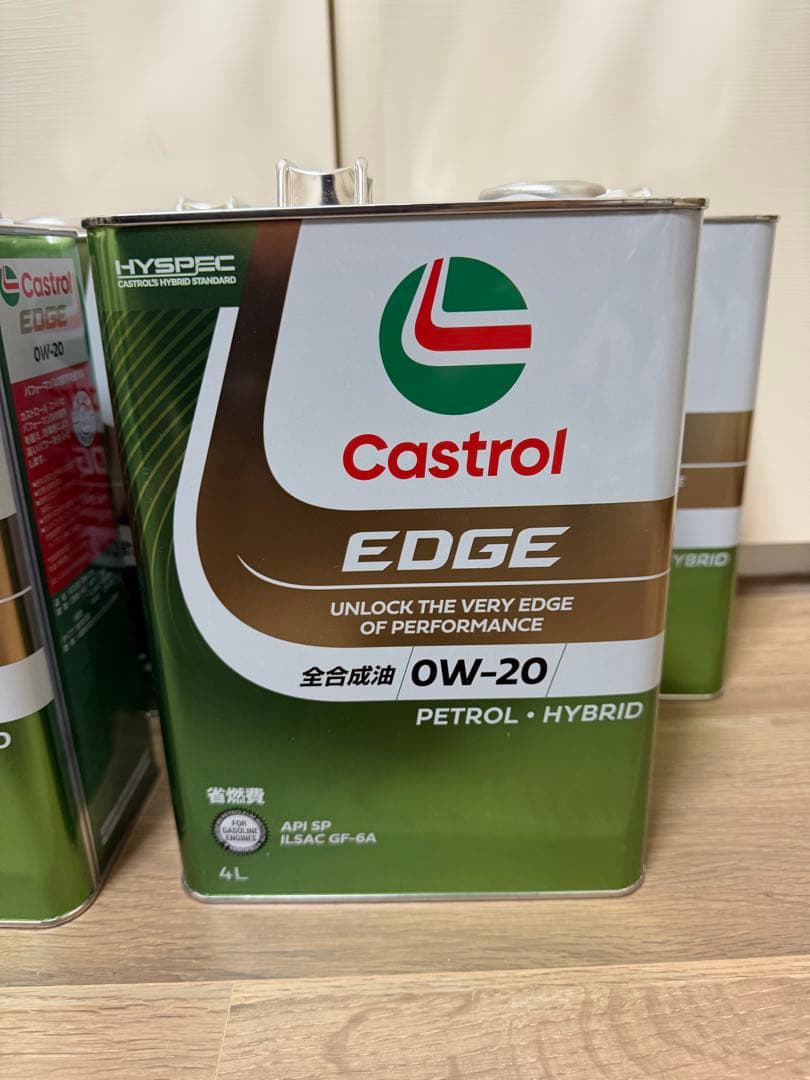 HYSPEC
CASTROL'S HYBRID STANDARD
Castrol
EDGE
UNLOCK THE VERY EDGE
OF PERFORMANCE
全合成油 0W-20
PETROL • HYBRID
省燃費
FOR
GASOLINE
ENGINES
API SP
ILSAC GF-6A
4L
Castrol
EDGE
0W-20
D
E
YBRID